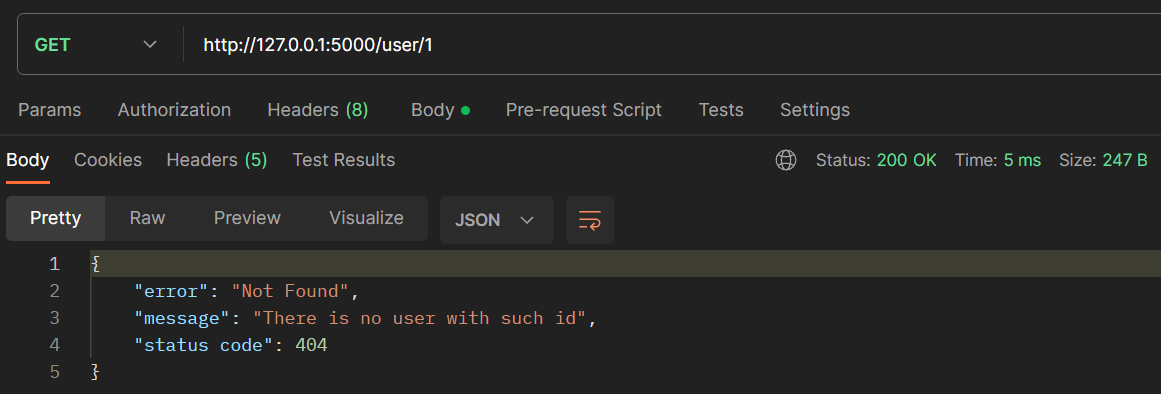 GET http://127.0.0.1:5000/user/1
Params Authorization Headers (8) Body Pre-request Script Tests Settings
Body Cookies Headers (5) Test Results Status: 200 OK Time: 5 ms Size: 247 B
Pretty Raw Preview Visualize JSON
1 {
2 "error": "Not Found",
3 "message": "There is no user with such id",
4 "status code": 404
5 }